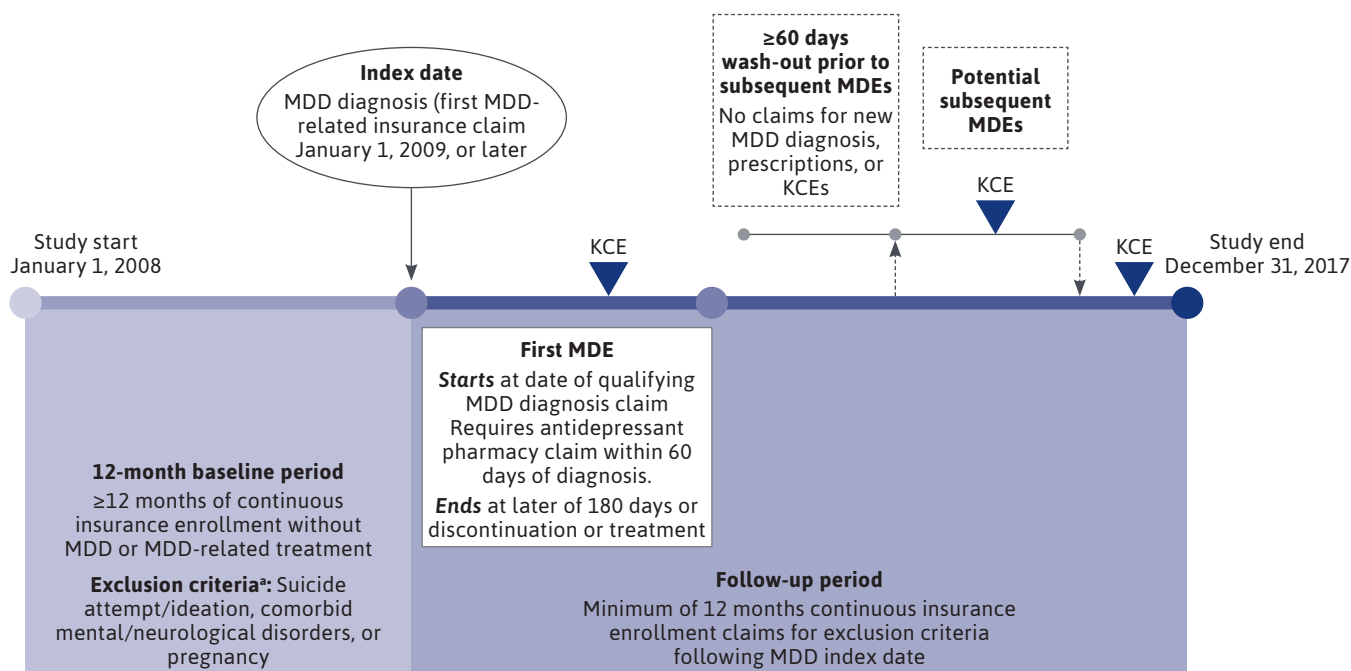 Index date
MDD diagnosis (first MDD-
related insurance claim
January 1, 2009, or later
≥60 days
wash-out prior to
subsequent MDEs
No claims for new
MDD diagnosis,
prescriptions, or
KCEs
Potential
subsequent
MDEs
KCE
Study start
January 1, 2008
KCE
KCE
Study end
December 31, 2017
First MDE
Starts at date of qualifying
MDD diagnosis claim
Requires antidepressant
pharmacy claim within 60
days of diagnosis.
Ends at later of 180 days or
discontinuation or treatment
12-month baseline period
≥12 months of continuous
insurance enrollment without
MDD or MDD-related treatment
Exclusion criteriaᵃ: Suicide
attempt/ideation, comorbid
mental/neurological disorders, or
pregnancy
Follow-up period
Minimum of 12 months continuous insurance
enrollment claims for exclusion criteria
following MDD index date